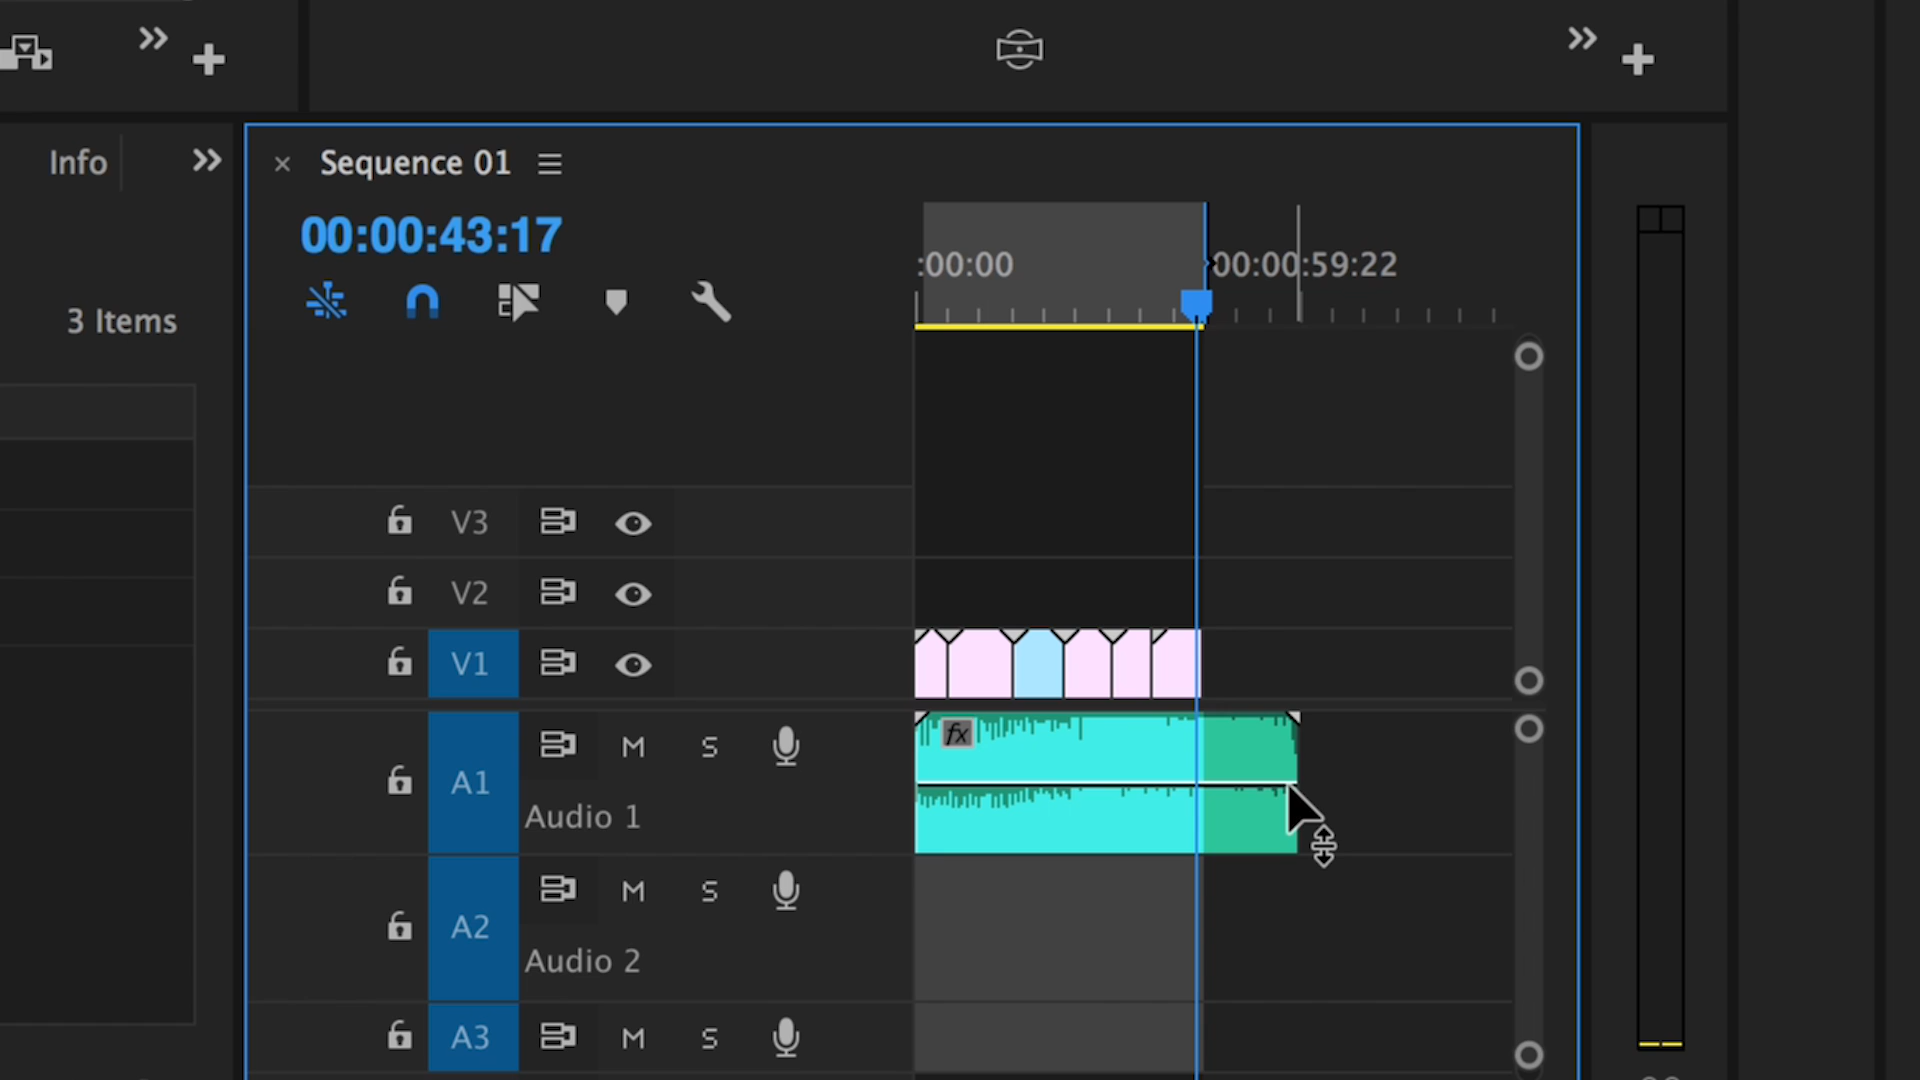 Info
Sequence 01
00:00:43:17
:00:00
00:00:59:22
3 Items
V3
V2
V1
fx
A1
M
S
Audio 1
A2
M
S
Audio 2
A3
M
S